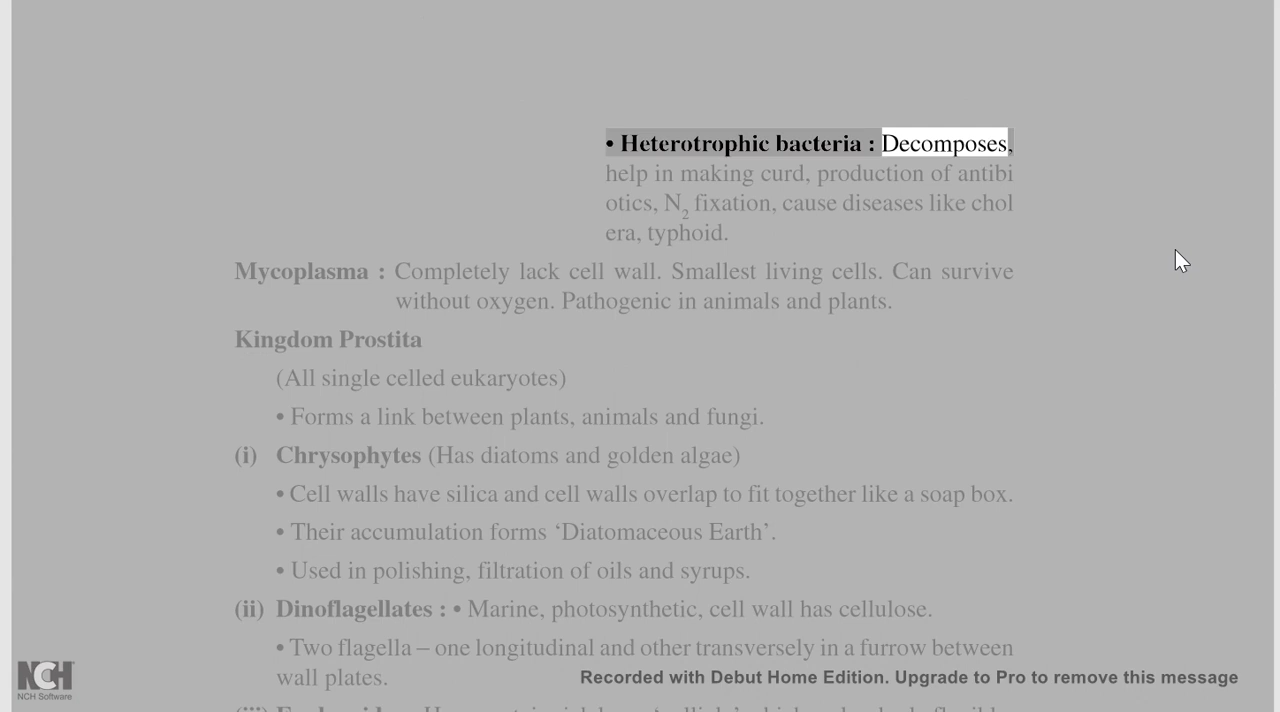 • Heterotrophic bacteria : Decomposes,
help in making curd, production of antibi
otics, N2 fixation, cause diseases like chol
era, typhoid.
Mycoplasma : Completely lack cell wall. Smallest living cells. Can survive
without oxygen. Pathogenic in animals and plants.
Kingdom Prostita
(All single celled eukaryotes)
• Forms a link between plants, animals and fungi.
(i) Chrysophytes (Has diatoms and golden algae)
• Cell walls have silica and cell walls overlap to fit together like a soap box.
• Their accumulation forms ‘Diatomaceous Earth’.
• Used in polishing, filtration of oils and syrups.
(ii) Dinoflagellates : • Marine, photosynthetic, cell wall has cellulose.
• Two flagella – one longitudinal and other transversely in a furrow between
wall plates.
NCH
NCH Software
Recorded with Debut Home Edition. Upgrade to Pro to remove this message